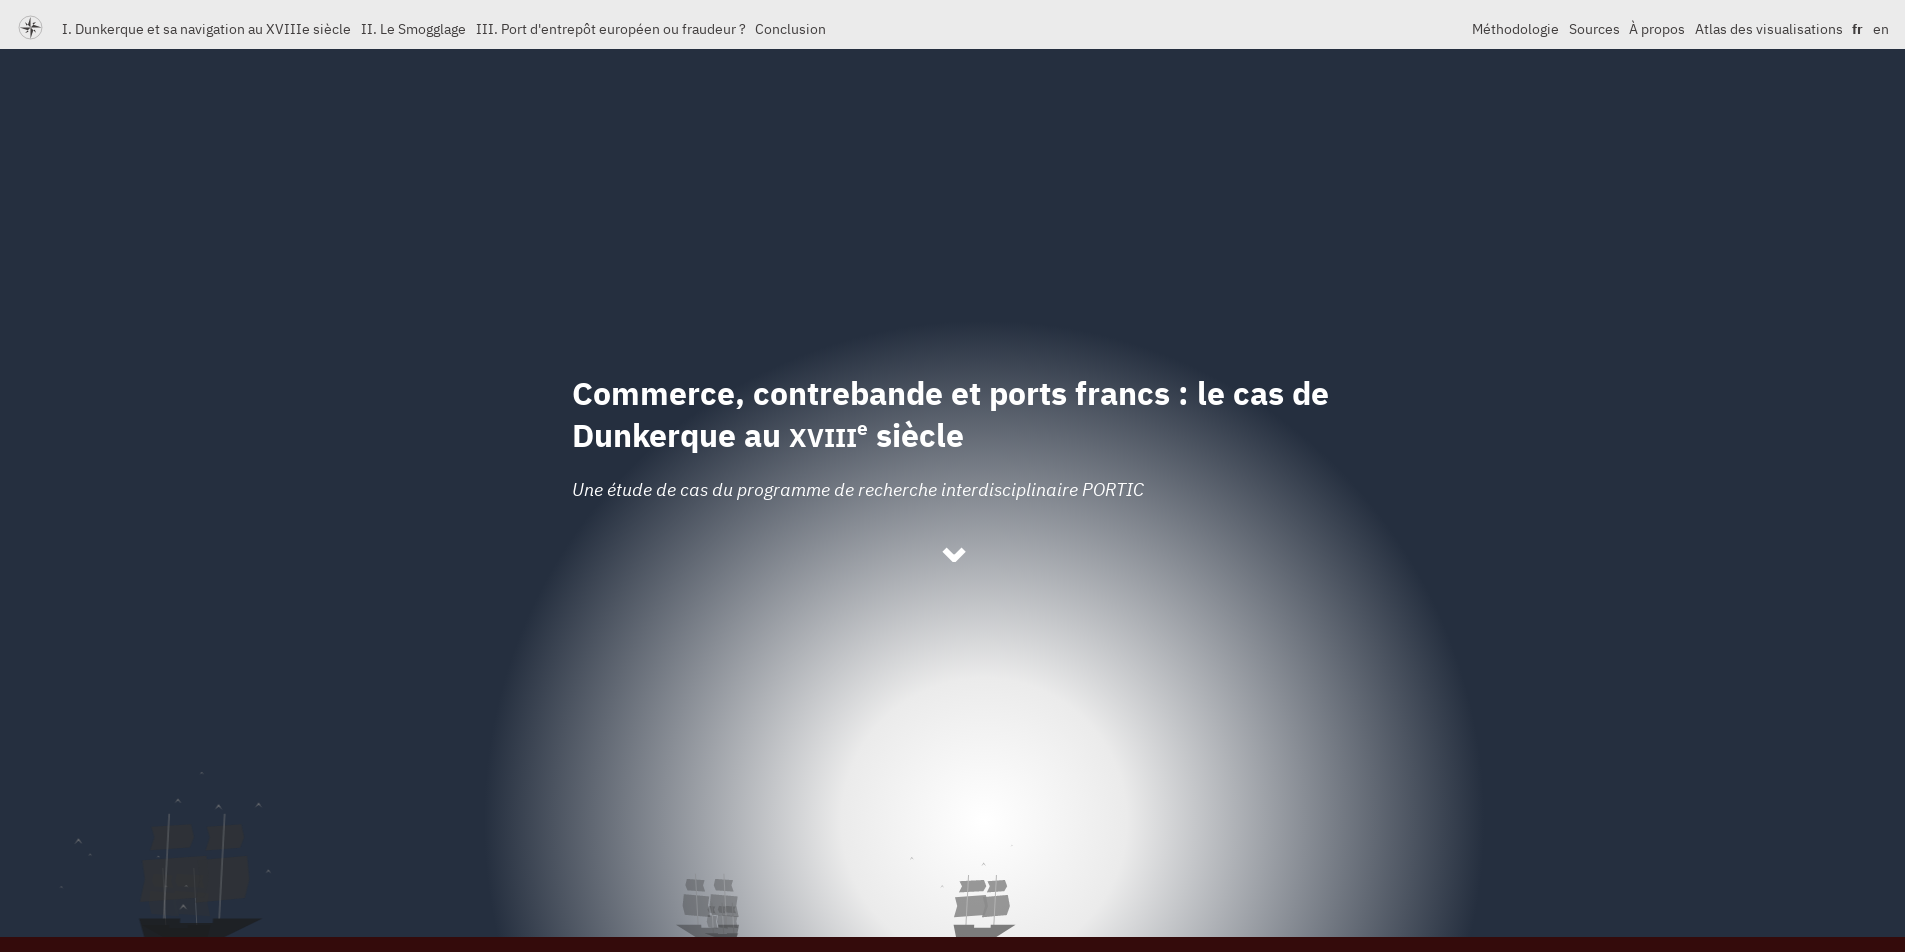 I. Dunkerque et sa navigation au XVIIIe siècle II. Le Smogglage III. Port d'entrepôt européen ou fraudeur ? Conclusion Méthodologie Sources À propos Atlas des visualisations fr en
Commerce, contrebande et ports francs : le cas de
Dunkerque au XVIIIe siècle
Une étude de cas du programme de recherche interdisciplinaire PORTIC